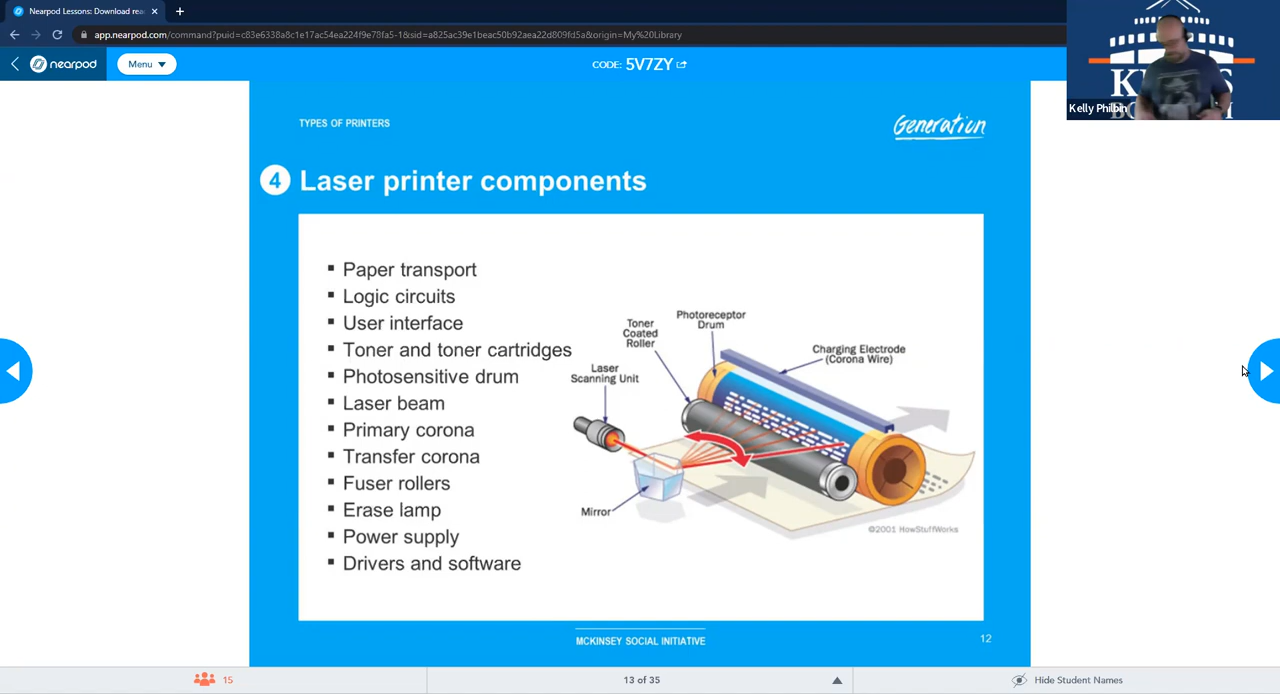 Nearpod Lessons: Download rea
app.nearpod.com/command?puid=c83e6338a8c1e17ac54ea224f9e78fa5-1&sid=a825ac39e1beac50b92aea22d809fd5a&origin=My%20Library
nearpod
Menu
CODE: 5V7ZY
Kelly Philbin
TYPES OF PRINTERS
Generation
4
Laser printer components
Paper transport
Logic circuits
User interface
Toner and toner cartridges
Photosensitive drum
Laser beam
Primary corona
Transfer corona
Fuser rollers
Erase lamp
Power supply
Drivers and software
Photoreceptor
Drum
Toner
Coated
Roller
Charging Electrode
(Corona Wire)
Laser
Scanning Unit
Mirror
©2001 HowStuffWorks
MCKINSEY SOCIAL INITIATIVE
12
15
13 of 35
Hide Student Names